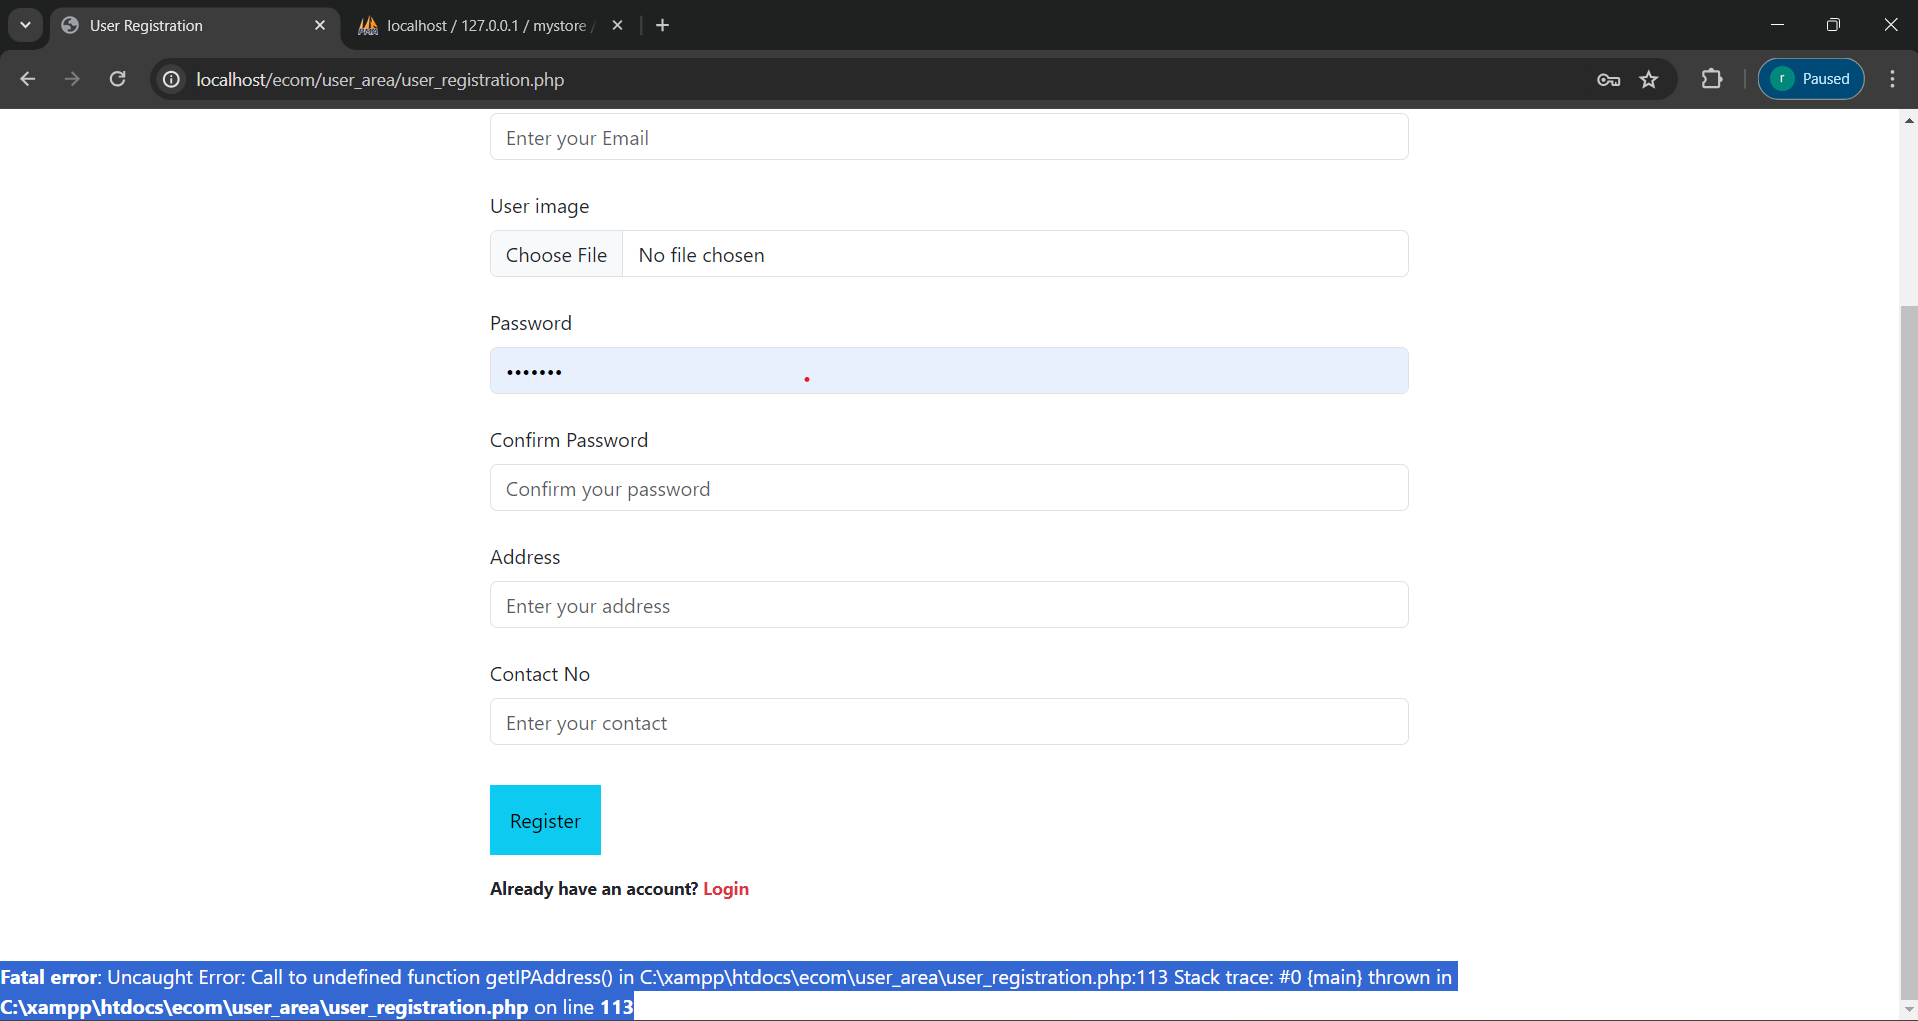 User Registration
localhost / 127.0.0.1 / mystore /
localhost/ecom/user_area/user_registration.php
r Paused
Enter your Email
User image
Choose File No file chosen
Password
•••••••
Confirm Password
Confirm your password
Address
Enter your address
Contact No
Enter your contact
Register
Already have an account? Login
Fatal error: Uncaught Error: Call to undefined function getIPAddress() in C:\xampp\htdocs\ecom\user_area\user_registration.php:113 Stack trace: #0 {main} thrown in
C:\xampp\htdocs\ecom\user_area\user_registration.php on line 113